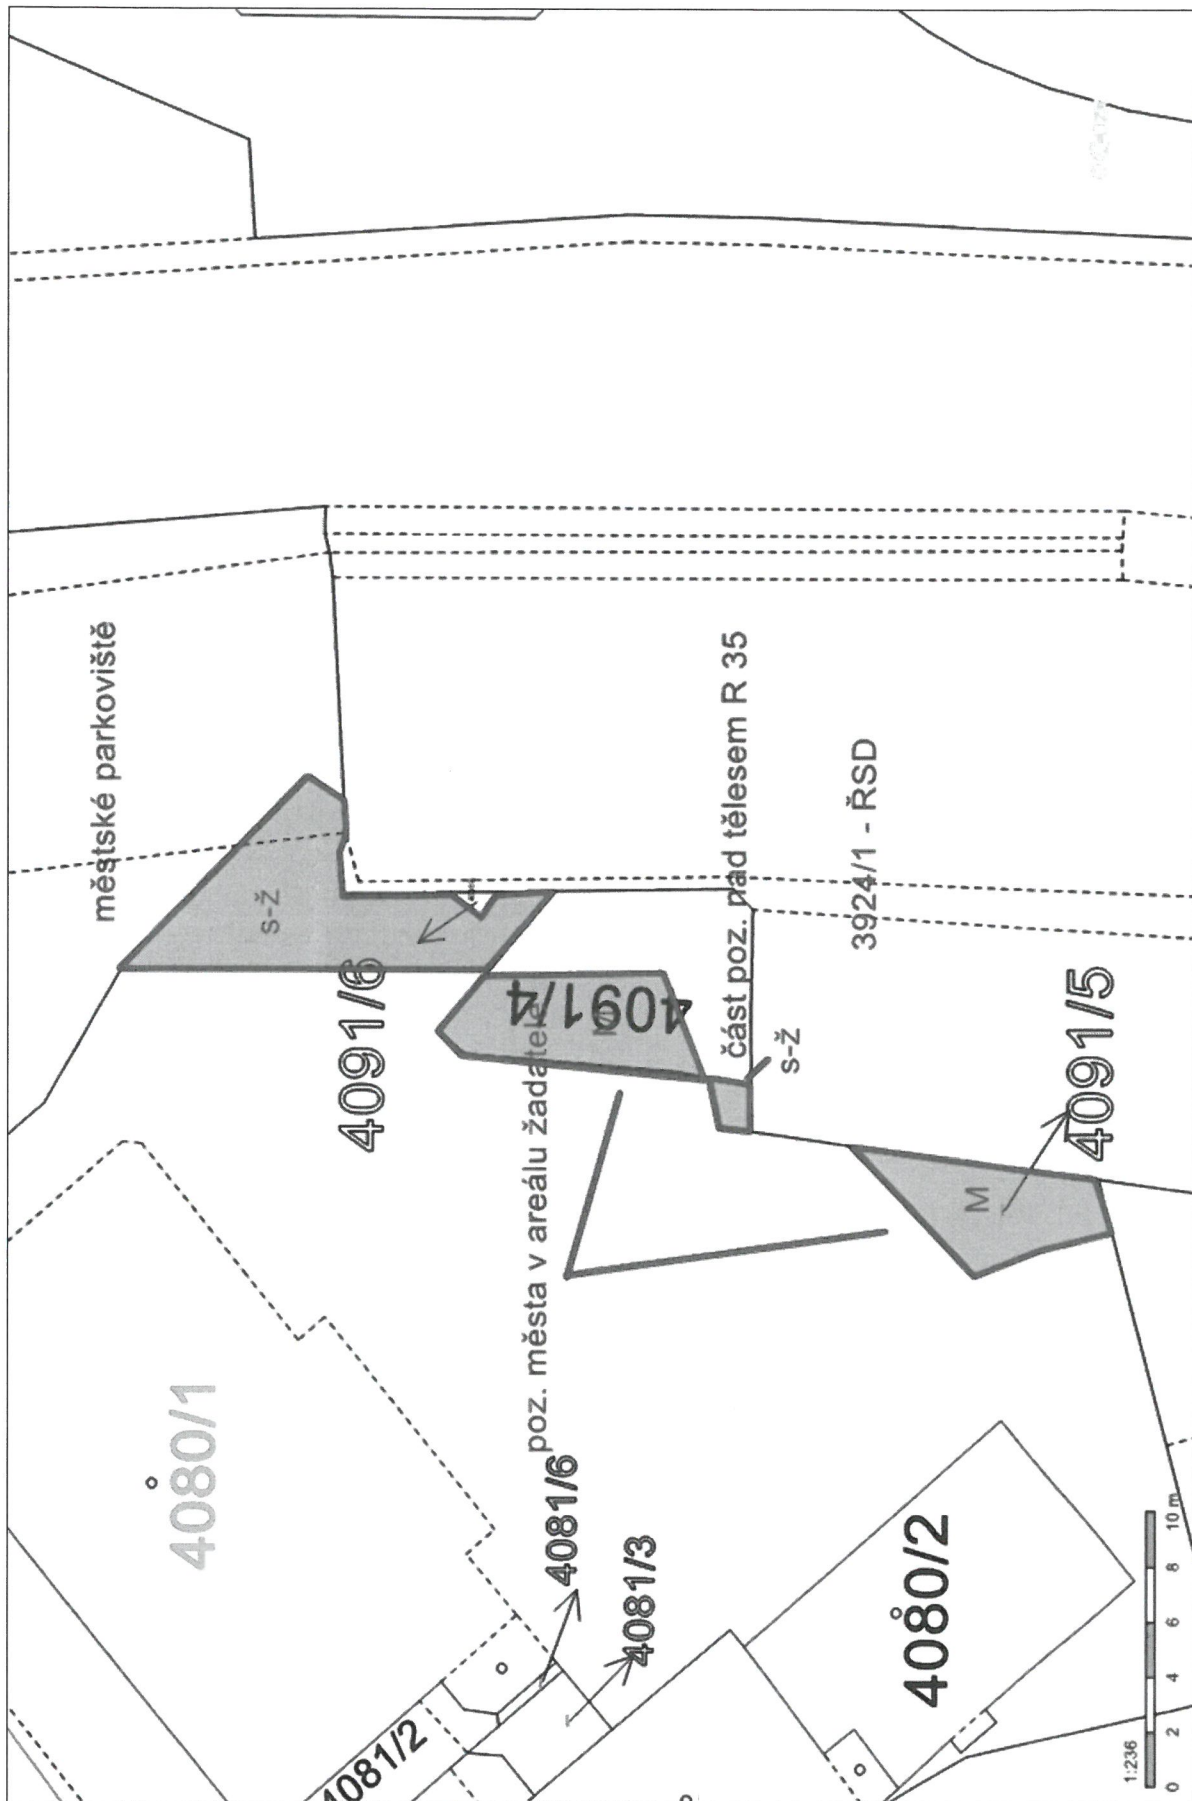 městské parkoviště
s-ž
4091/6
4091/4
poz. města v areálu žadatele
část poz. nad tělesem R 35
3924/1 - ŘSD
s-ž
4091/5
M
4080/1
4081/6
4081/3
4081/2
4080/2
1:236
0 2 4 6 8 10 m